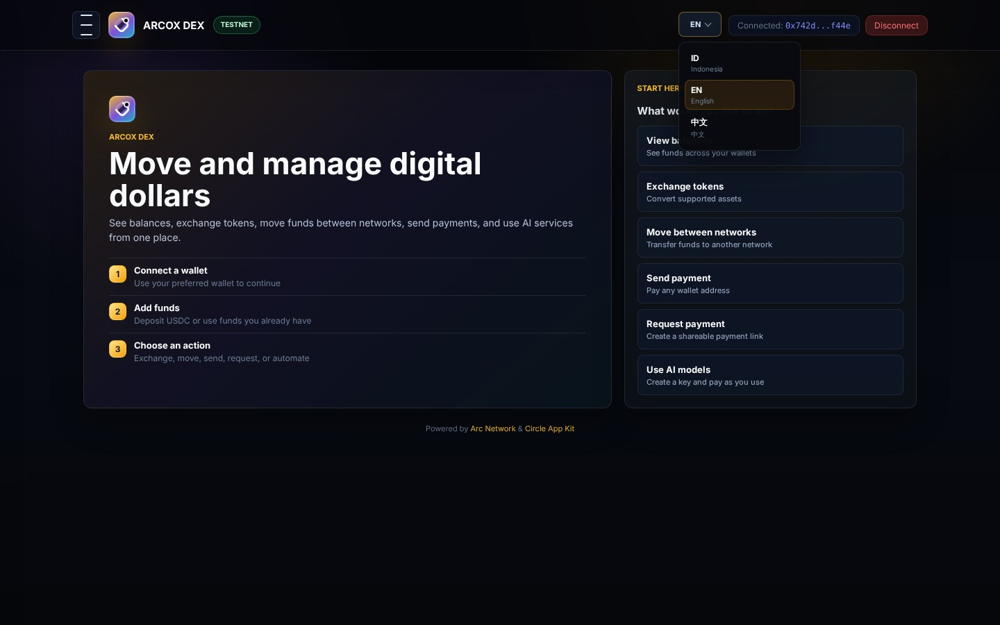 ARCOX DEX
TESTNET
EN
Connected: 0x742d...f44e
Disconnect
ID
Indonesia
EN
English
中文
中文
ARCOX DEX
Move and manage digital
dollars
See balances, exchange tokens, move funds between networks, send payments, and use AI services
from one place.
1
Connect a wallet
Use your preferred wallet to continue
2
Add funds
Deposit USDC or use funds you already have
3
Choose an action
Exchange, move, send, request, or automate
START
What
View
See funds across your wallets
Exchange tokens
Convert supported assets
Move between networks
Transfer funds to another network
Send payment
Pay any wallet address
Request payment
Create a shareable payment link
Use AI models
Create a key and pay as you use
Powered by Arc Network & Circle App Kit